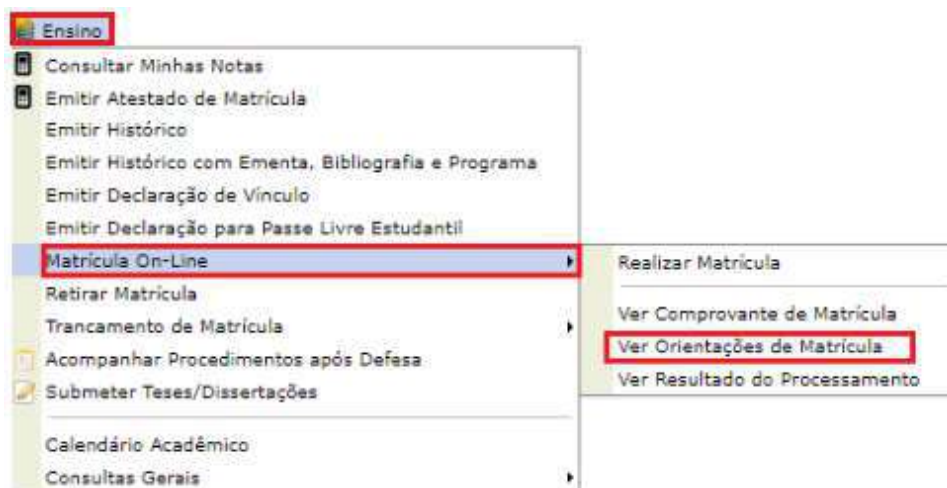 Ensino
Consultar Minhas Notas
Emitir Atestado de Matrícula
Emitir Histórico
Emitir Histórico com Ementa, Bibliografia e Programa
Emitir Declaração de Vínculo
Emitir Declaração para Passe Livre Estudantil
Matrícula On-Line
Retirar Matrícula
Trancamento de Matrícula
Acompanhar Procedimentos após Defesa
Submeter Teses/Dissertações
Calendário Acadêmico
Consultas Gerais
Realizar Matrícula
Ver Comprovante de Matrícula
Ver Orientações de Matrícula
Ver Resultado do Processamento